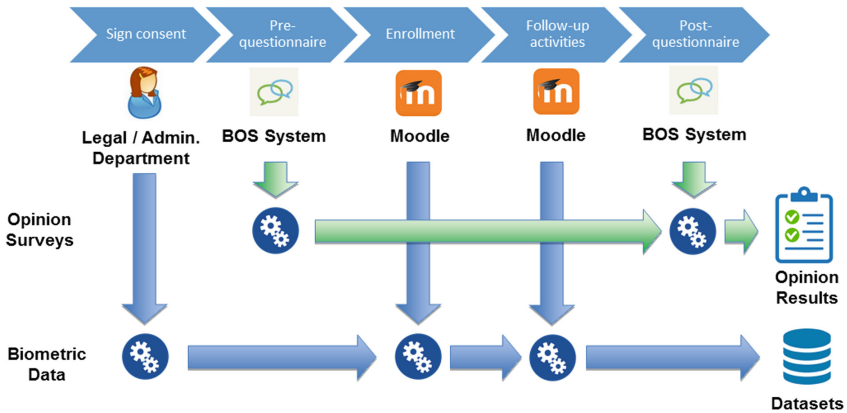 Sign consent
Pre-
questionnaire
Enrollment
Follow-up
activities
Post-
questionnaire
Legal / Admin.
Department
BOS System
Moodle
Moodle
BOS System
Opinion
Surveys
Opinion
Results
Biometric
Data
Datasets